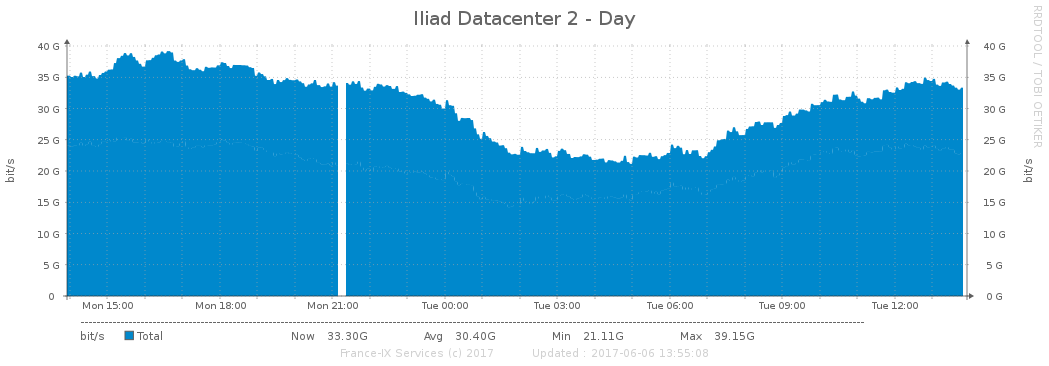 Iliad Datacenter 2 - Day
RRDTOOL / TOBI OETIKER
40 G 40 G
35 G 35 G
30 G 30 G
25 G 25 G
20 G 20 G
15 G 15 G
10 G 10 G
5 G 5 G
0 0 G
bit/s bit/s
Mon 15:00 Mon 18:00 Mon 21:00 Tue 00:00 Tue 03:00 Tue 06:00 Tue 09:00 Tue 12:00
bit/s Total Now 33.30G Avg 30.40G Min 21.11G Max 39.15G
France-IX Services (c) 2017 Updated : 2017-06-06 13:55:08